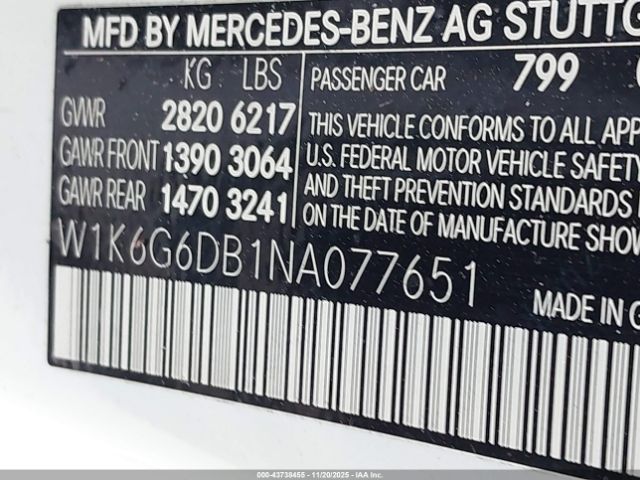 MFD BY MERCEDES-BENZ AG STUTTG
KG LBS
GVWR 2820 6217
GAWR FRONT 1390 3064
GAWR REAR 1470 3241
PASSENGER CAR 799
THIS VEHICLE CONFORMS TO ALL APP
U.S. FEDERAL MOTOR VEHICLE SAFETY
AND THEFT PREVENTION STANDARDS
ON THE DATE OF MANUFACTURE SHOW
W1K6G6DB1NA077651
MADE IN G
000-43738455 - 11/20/2025 - IAAI.com